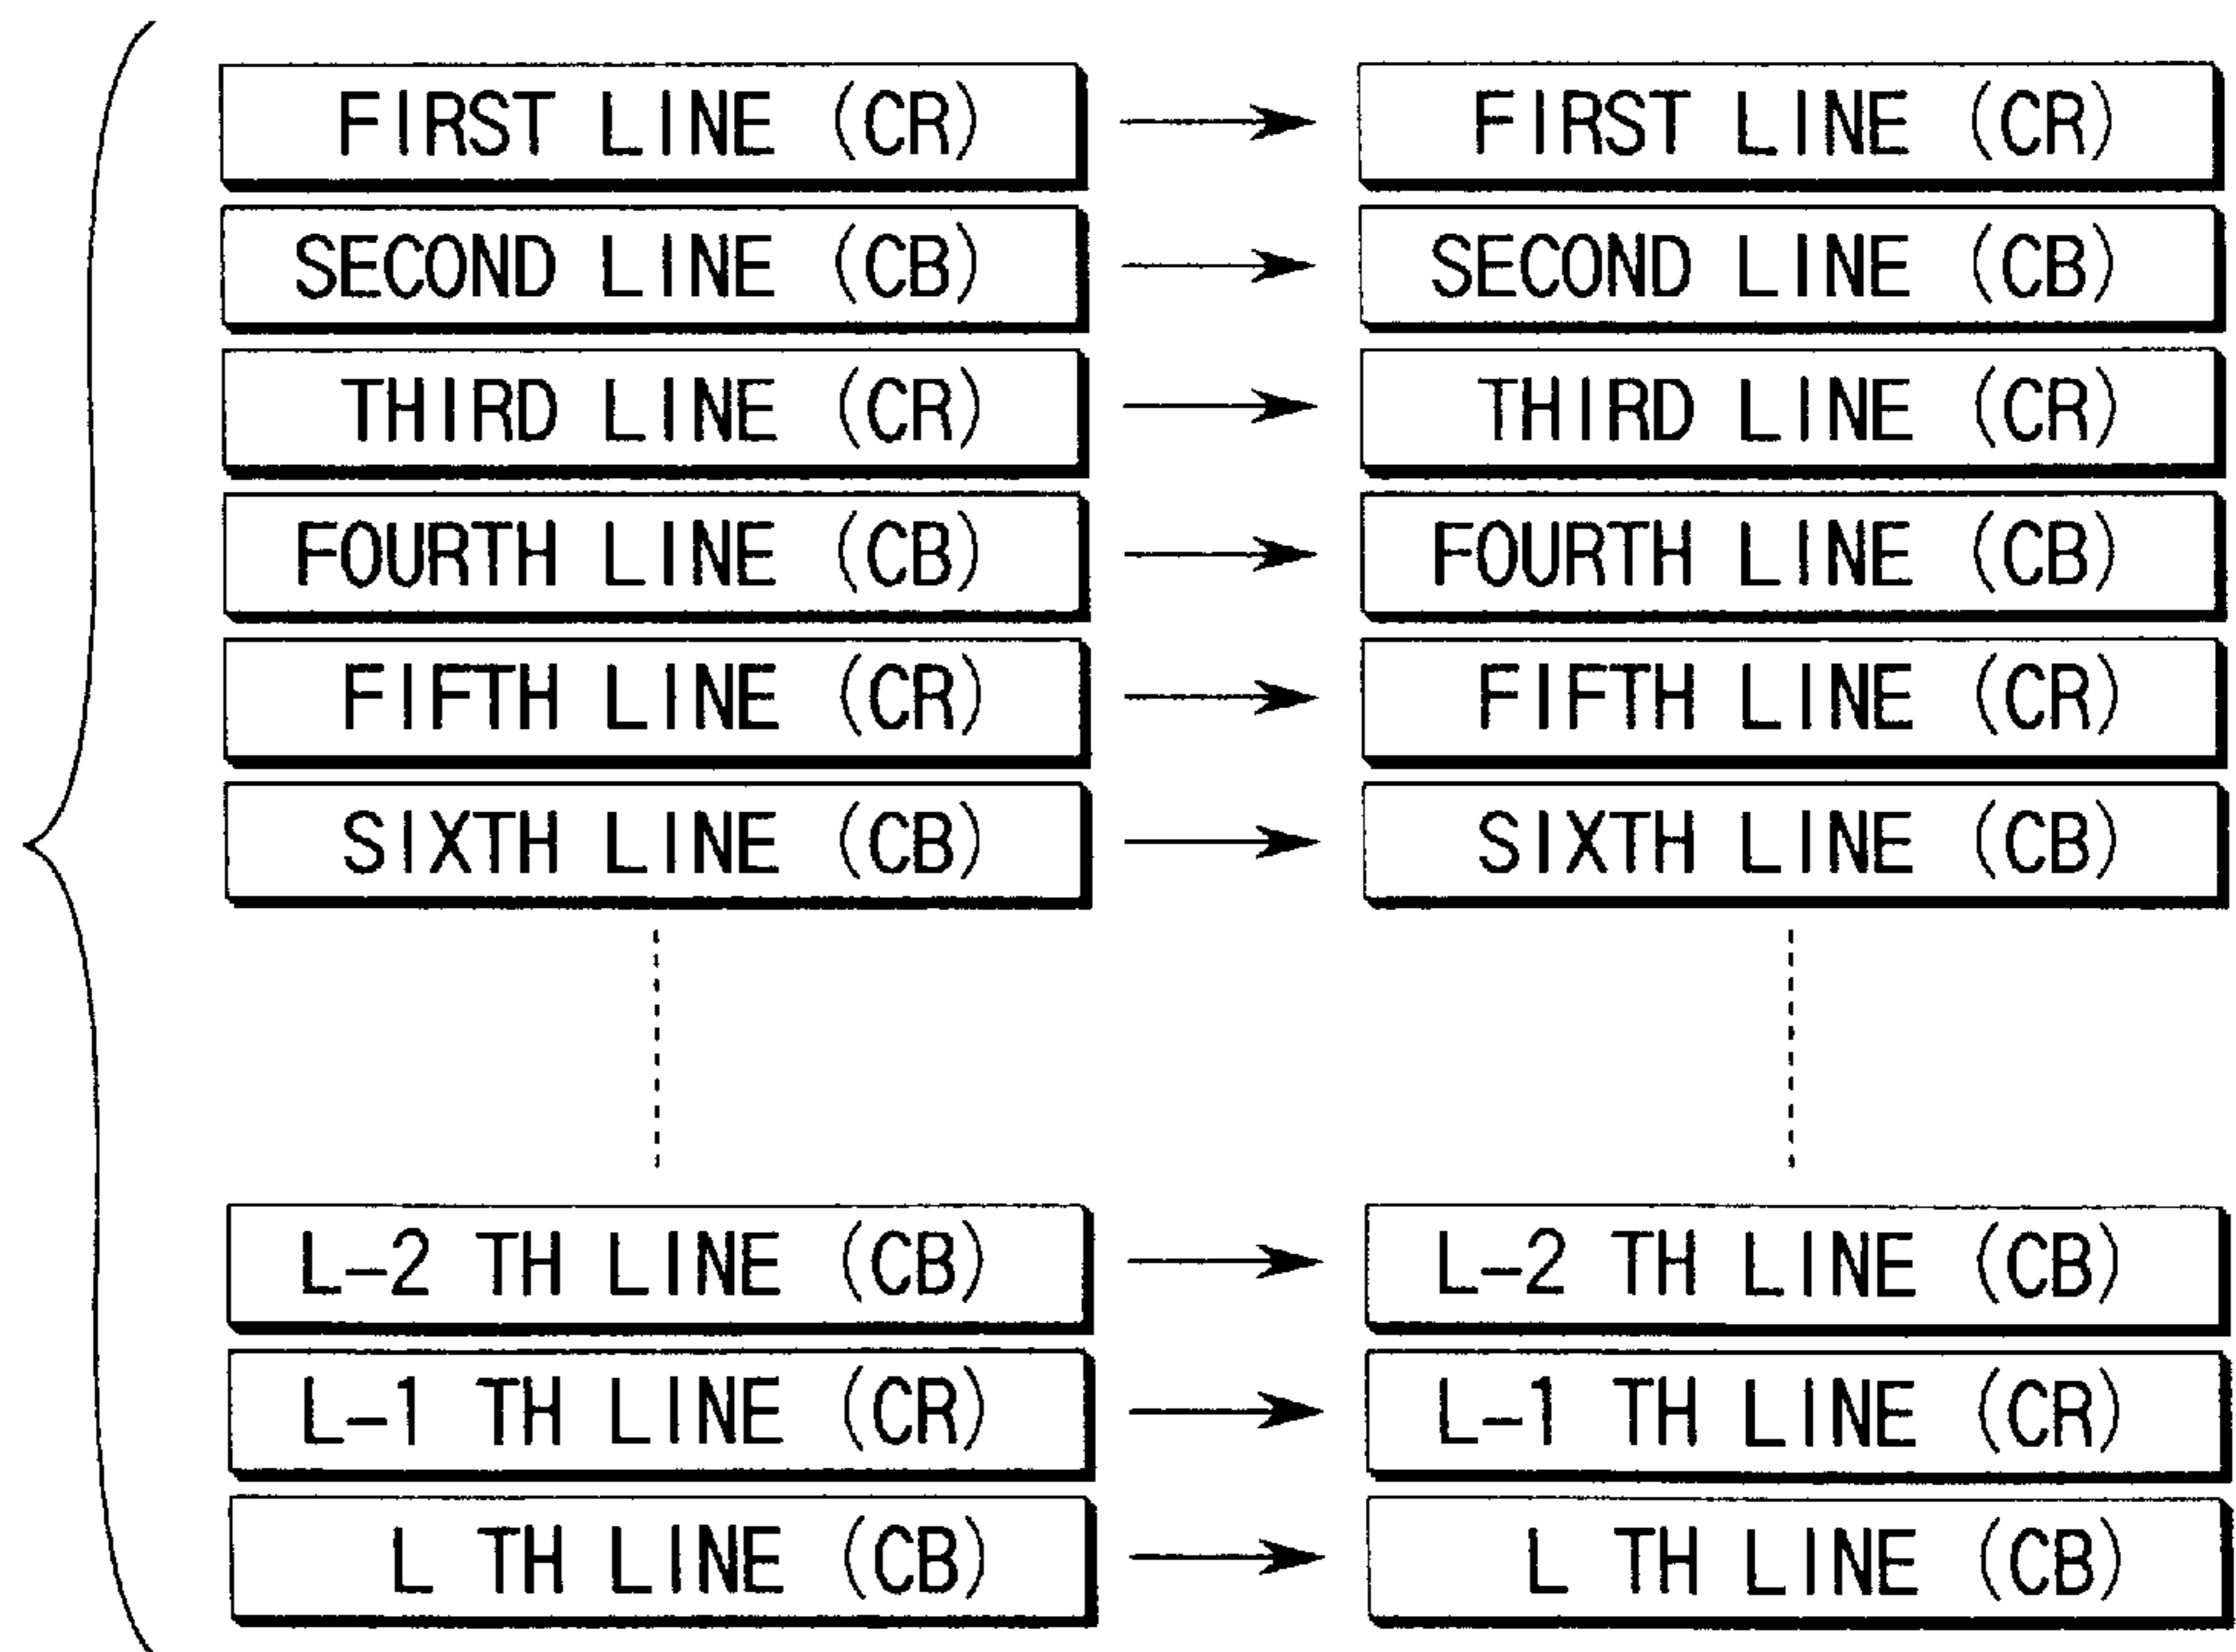 FIRST LINE (CR) FIRST LINE (CR)
SECOND LINE (CB) SECOND LINE (CB)
THIRD LINE (CR) THIRD LINE (CR)
FOURTH LINE (CB) FOURTH LINE (CB)
FIFTH LINE (CR) FIFTH LINE (CR)
SIXTH LINE (CB) SIXTH LINE (CB)
L-2 TH LINE (CB) L-2 TH LINE (CB)
L-1 TH LINE (CR) L-1 TH LINE (CR)
L TH LINE (CB) L TH LINE (CB)